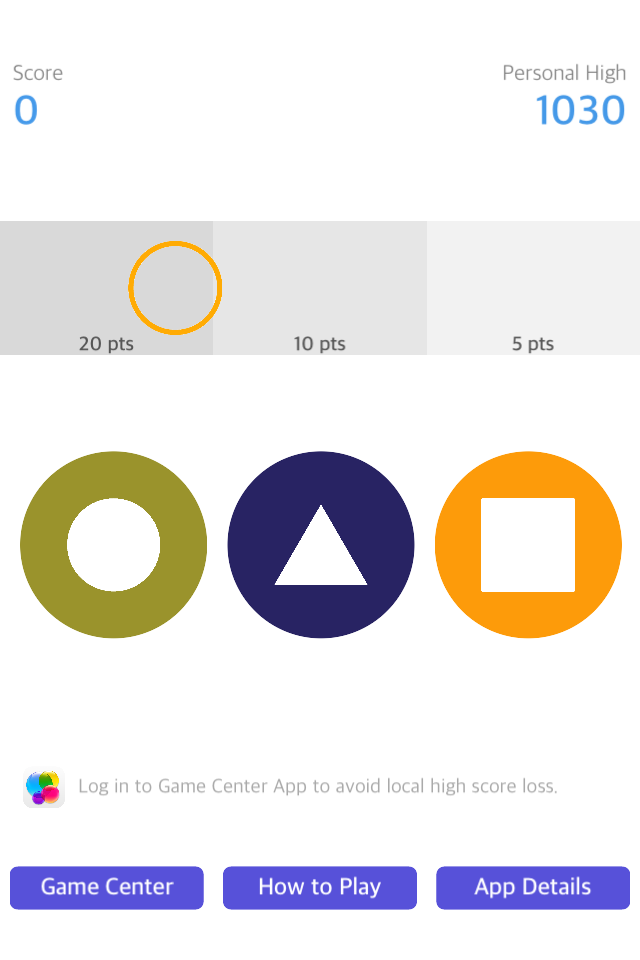 Score
Personal High
0
1030
20 pts
10 pts
5 pts
Log in to Game Center App to avoid local high score loss.
Game Center
How to Play
App Details